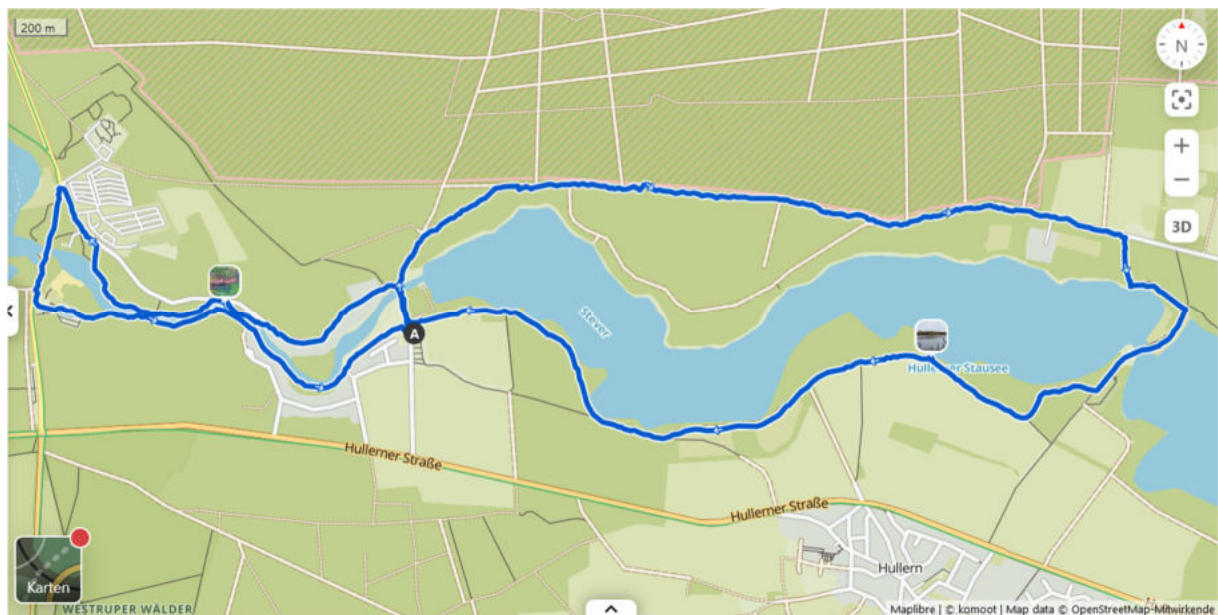 200 m
N
3D
A
Stever
Hullerner Stausee
Hullerner Straße
Hullerner Straße
Hullern
Karten
WESTRUPER WÄLDER
Maplibre | © komoot | Map data © OpenStreetMap-Mitwirkende